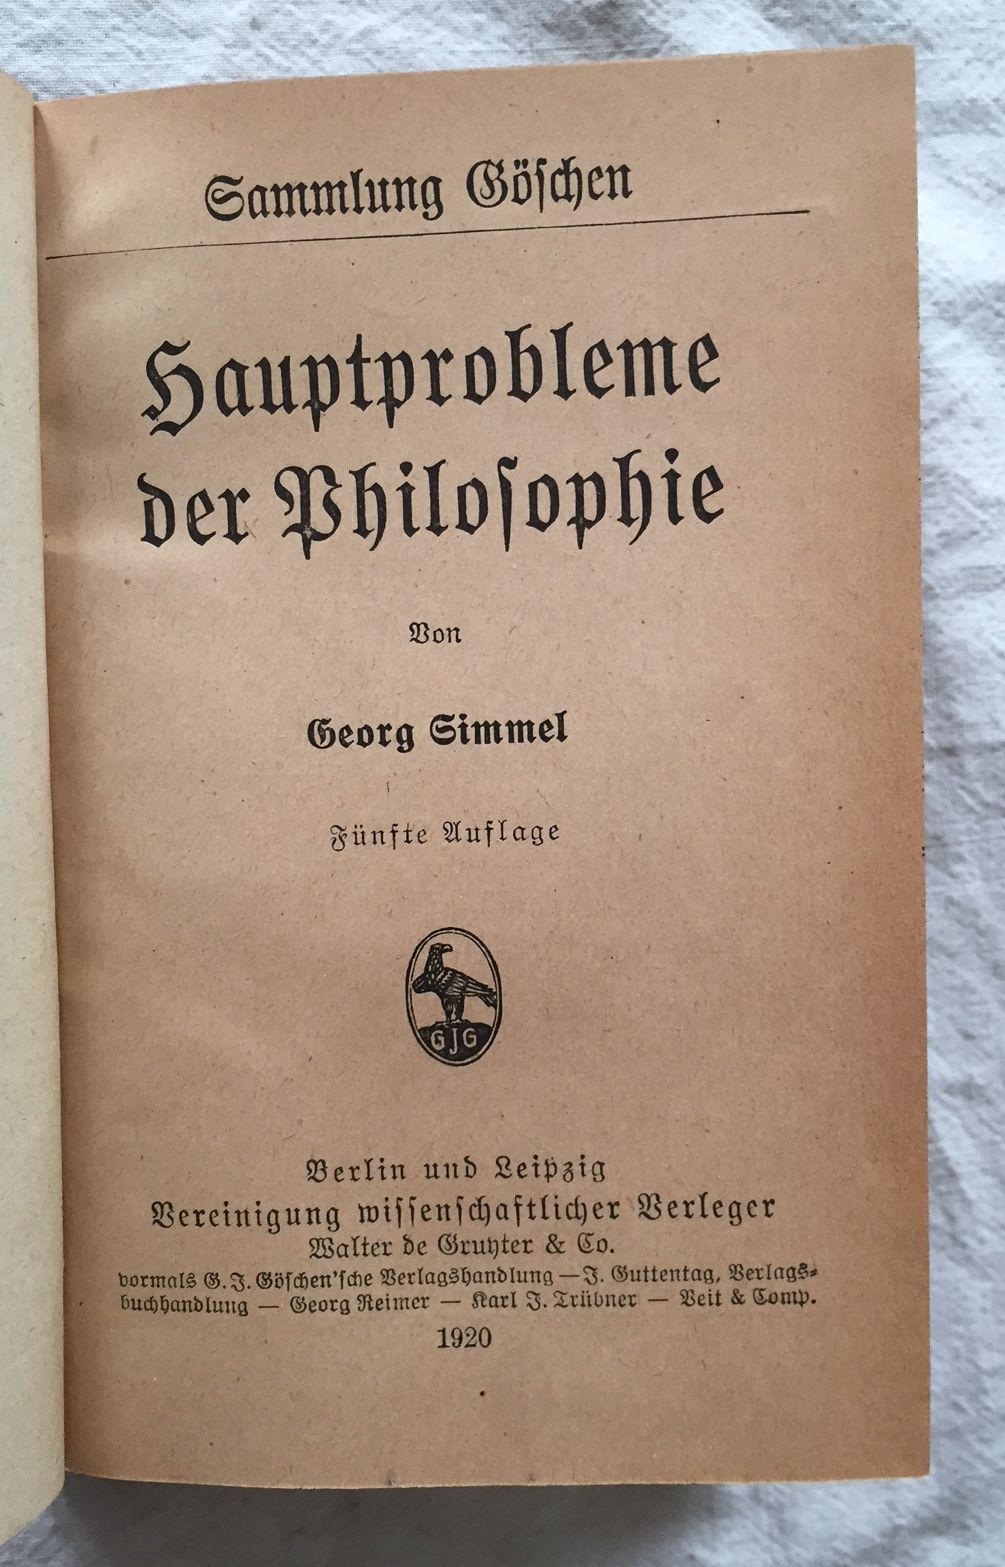 Sammlung Göschen
Hauptprobleme
der Philosophie
Von
Georg Simmel
Fünfte Auflage
GJG
Berlin und Leipzig
Vereinigung wissenschaftlicher Verleger
Walter de Gruyter & Co.
vormals G. J. Göschen'sche Verlagshandlung — J. Guttentag, Verlags-
buchhandlung — Georg Reimer — Karl J. Trübner — Veit & Comp.
1920